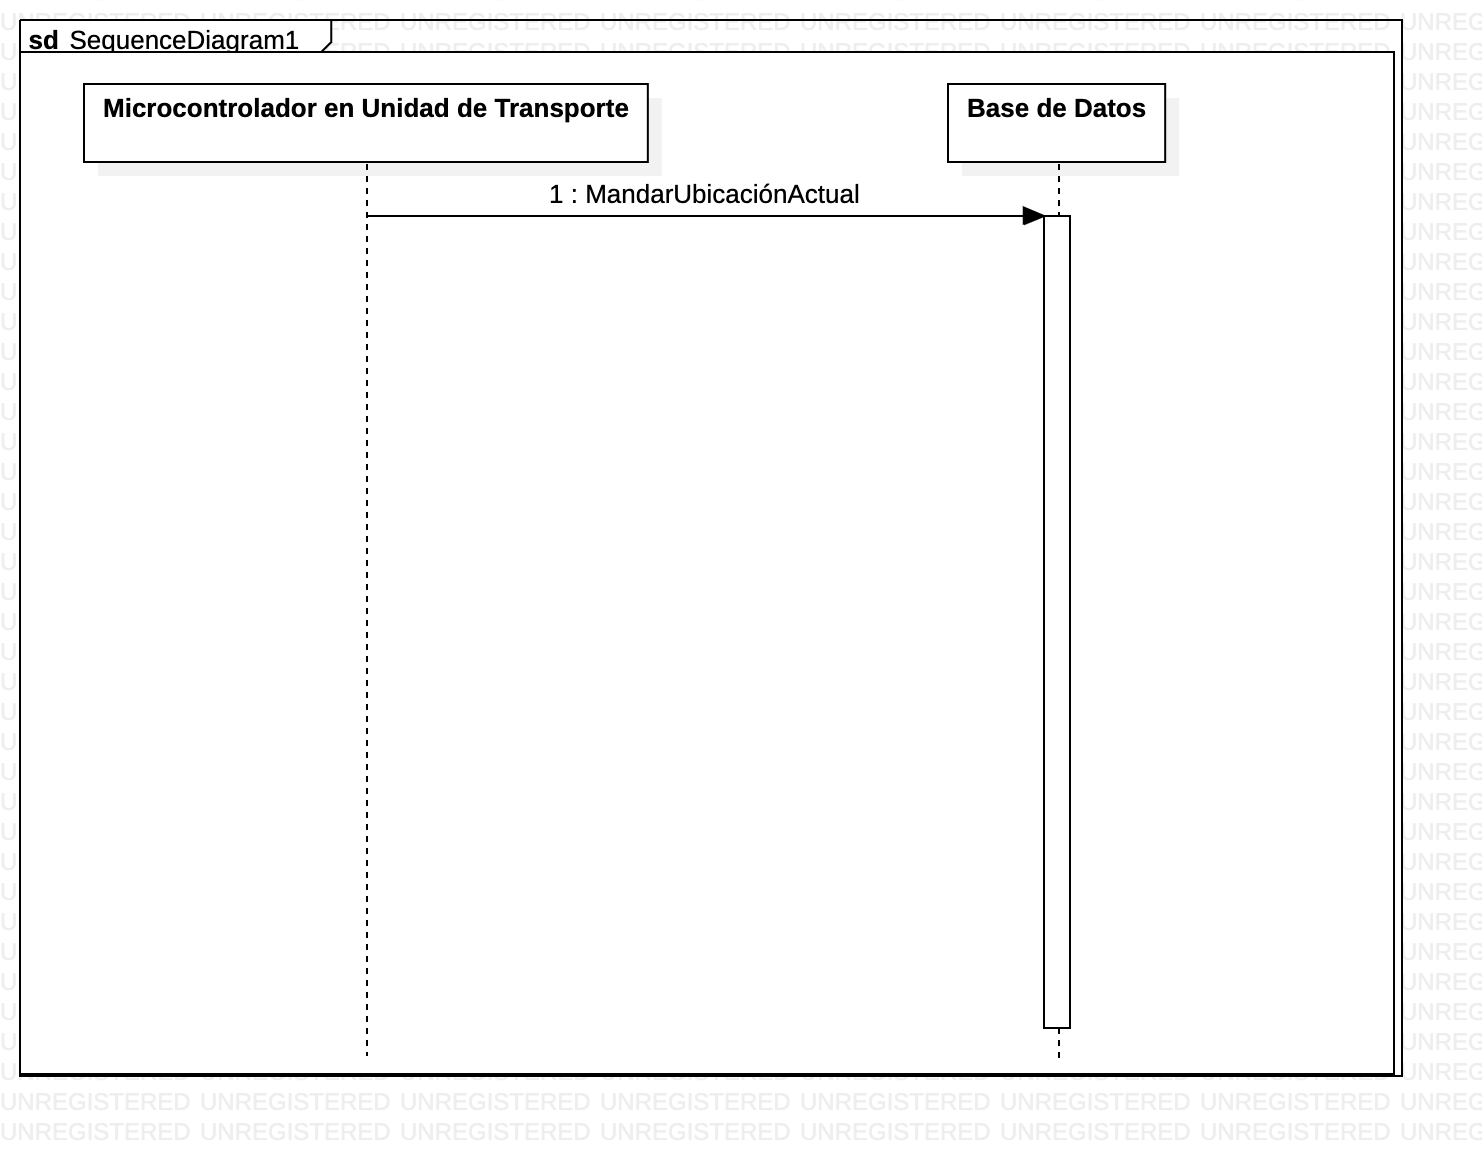 sd SequenceDiagram1
Microcontrolador en Unidad de Transporte
Base de Datos
1 : MandarUbicaciónActual
UNREGISTERED UNREGISTERED UNREGISTERED UNREGISTERED UNREGISTERED UNREGISTERED UNREGISTERED UNREG
UNREGISTERED UNREGISTERED UNREGISTERED UNREGISTERED UNREGISTERED UNREGISTERED UNREGISTERED UNREG